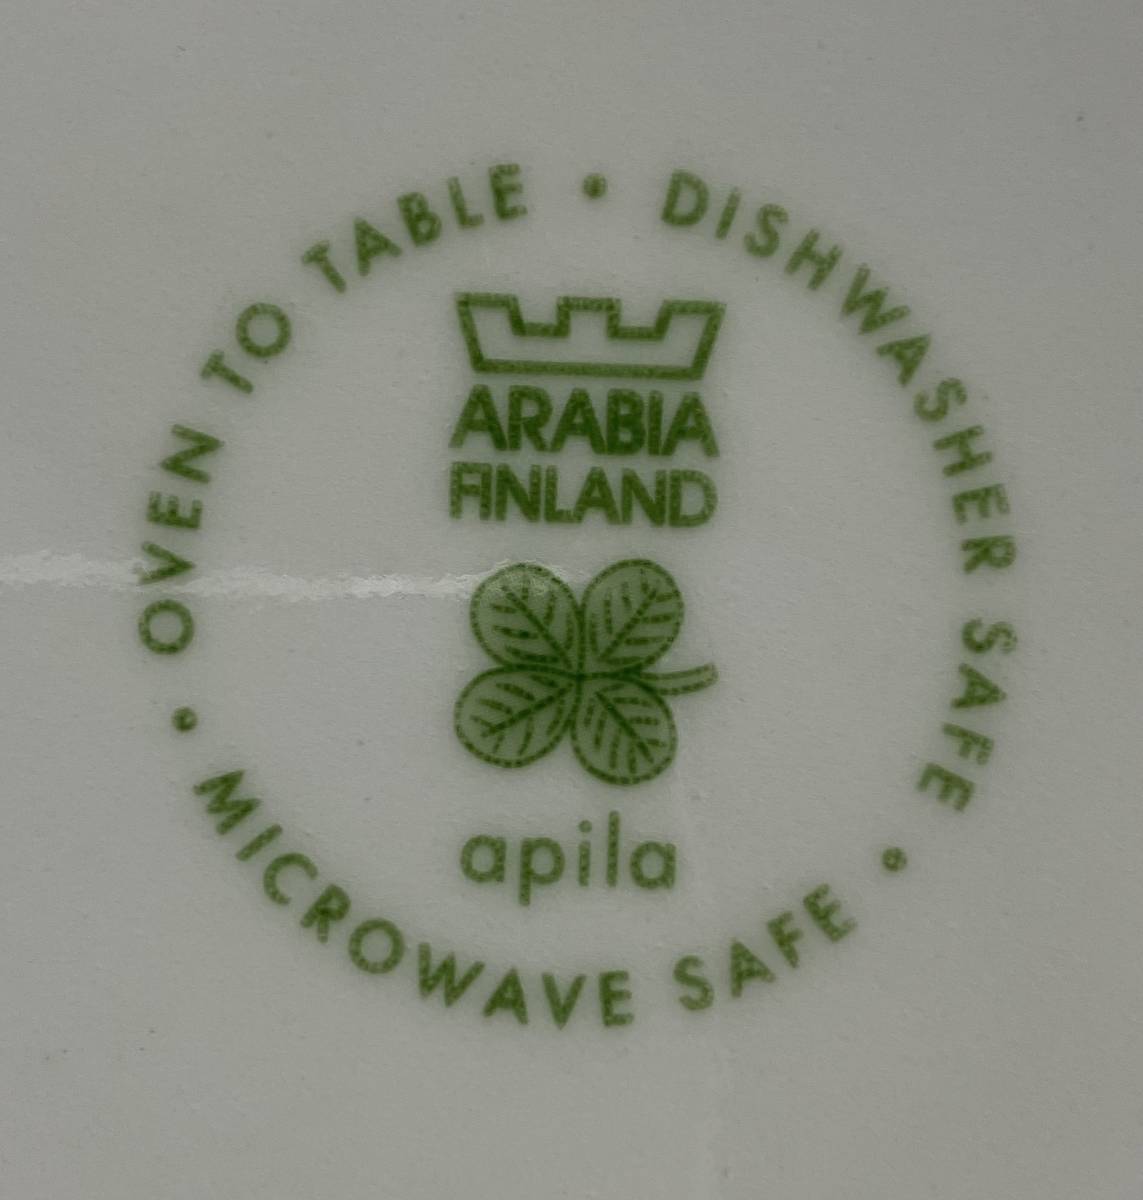 OVEN TO TABLE • DISHWASHER SAFE • MICROWAVE SAFE •
ARABIA
FINLAND
apila